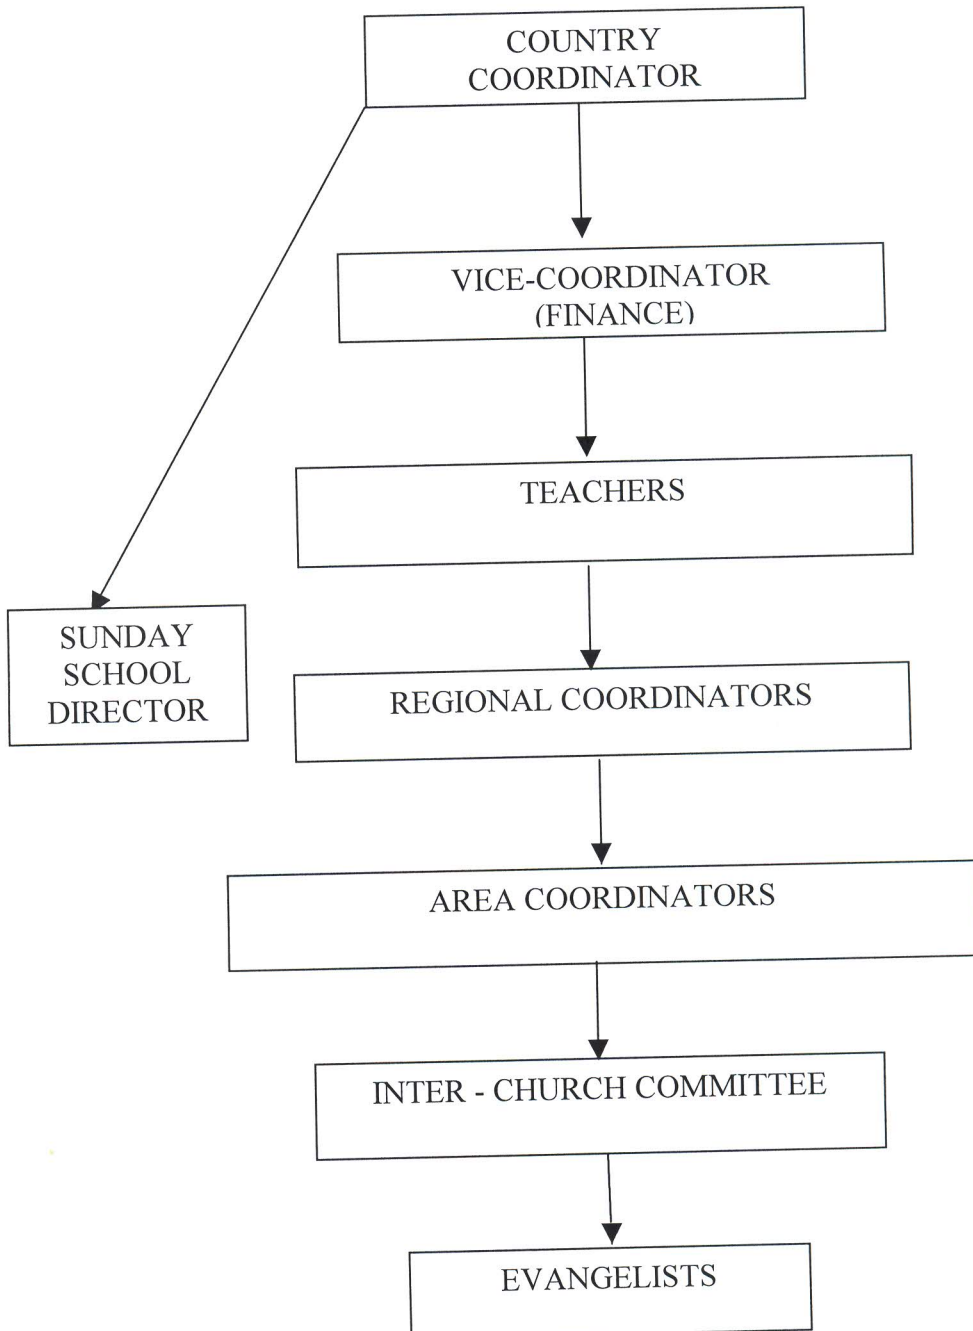 COUNTRY
COORDINATOR
VICE-COORDINATOR
(FINANCE)
TEACHERS
SUNDAY
SCHOOL
DIRECTOR
REGIONAL COORDINATORS
AREA COORDINATORS
INTER - CHURCH COMMITTEE
EVANGELISTS